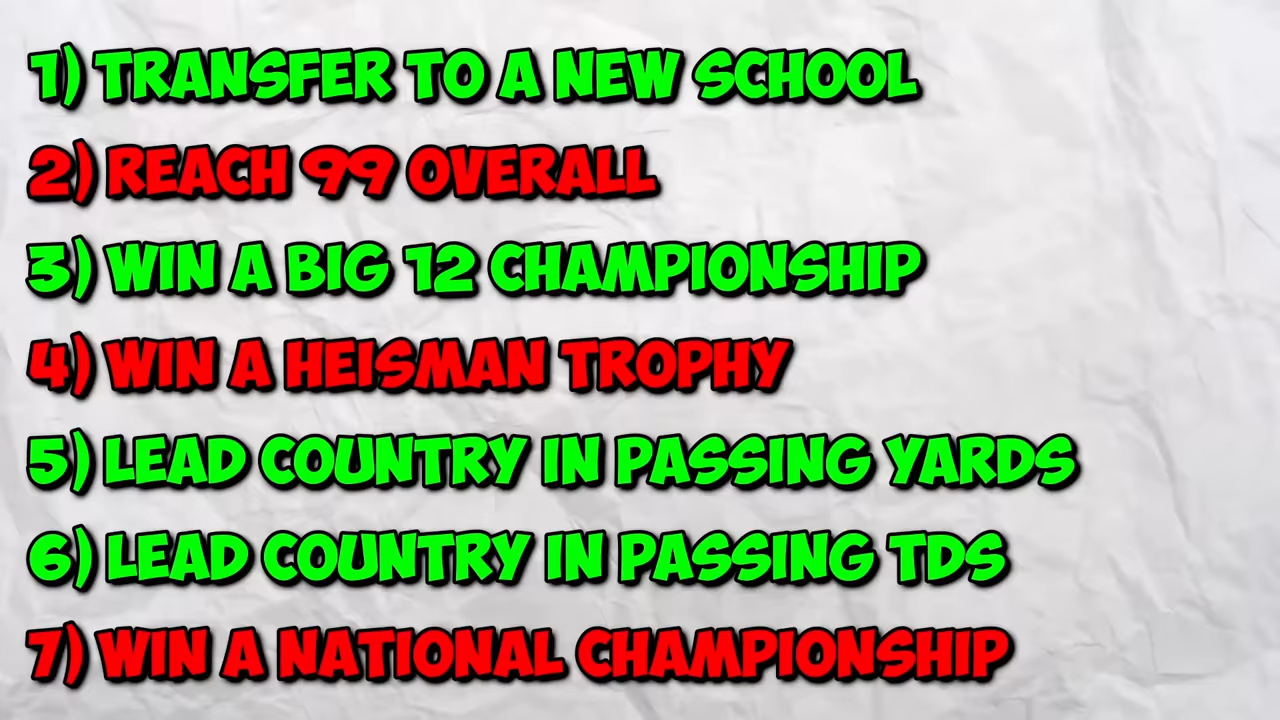 1) TRANSFER TO A NEW SCHOOL
2) REACH 99 OVERALL
3) WIN A BIG 12 CHAMPIONSHIP
4) WIN A HEISMAN TROPHY
5) LEAD COUNTRY IN PASSING YARDS
6) LEAD COUNTRY IN PASSING TDS
7) WIN A NATIONAL CHAMPIONSHIP